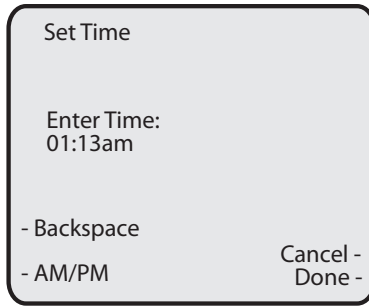 Set Time
Enter Time:
01:13am
- Backspace
Cancel -
- AM/PM
Done -